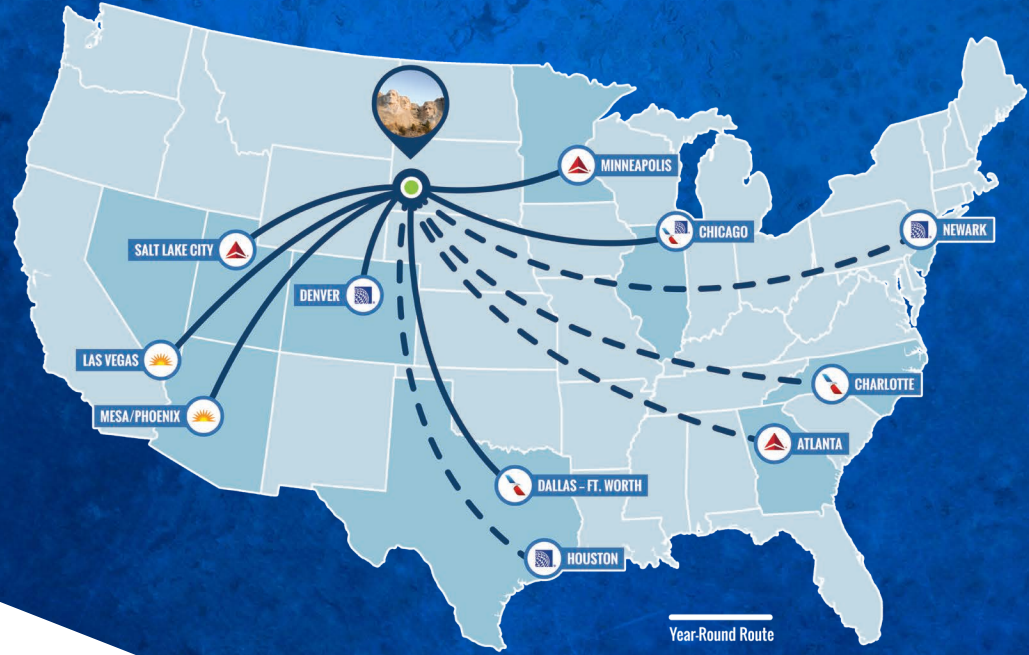 MINNEAPOLIS
CHICAGO
NEWARK
SALT LAKE CITY
DENVER
LAS VEGAS
MESA/PHOENIX
CHARLOTTE
ATLANTA
DALLAS – FT. WORTH
HOUSTON
Year-Round Route